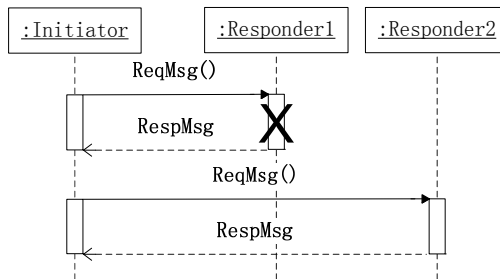 :Initiator
:Responder1
:Responder2
ReqMsg()
RespMsg
ReqMsg()
RespMsg